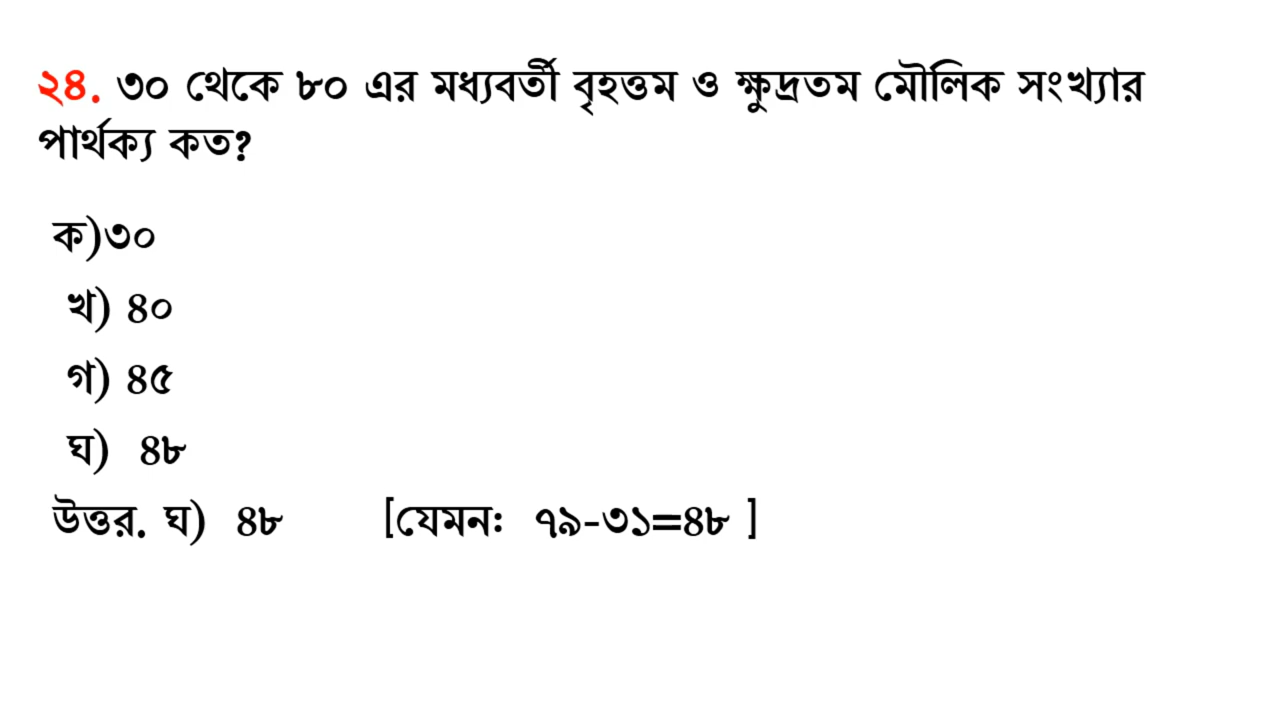 ২৪. ৩০ থেকে ৮০ এর মধ্যবর্তী বৃহত্তম ও ক্ষুদ্রতম মৌলিক সংখ্যার
পার্থক্য কত?
ক)৩০
খ) ৪০
গ) ৪৫
ঘ) ৪৮
উত্তর. ঘ) ৪৮ [যেমনঃ ৭৯-৩১=৪৮ ]